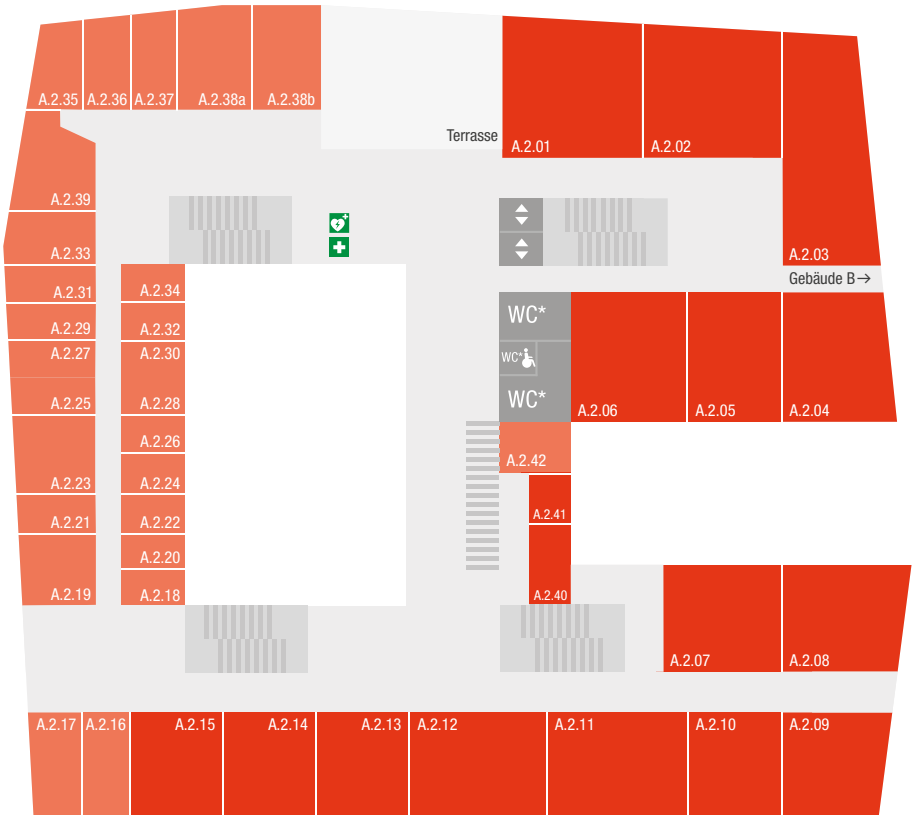 A.2.35
A.2.36
A.2.37
A.2.38a
A.2.38b
Terrasse
A.2.01
A.2.02
A.2.03
Gebäude B→
A.2.39
A.2.33
A.2.31
A.2.29
A.2.27
A.2.25
A.2.23
A.2.21
A.2.19
A.2.34
A.2.32
A.2.30
A.2.28
A.2.26
A.2.24
A.2.22
A.2.20
A.2.18
WC*
WC*
WC*
A.2.06
A.2.05
A.2.04
A.2.42
A.2.41
A.2.40
A.2.07
A.2.08
A.2.17
A.2.16
A.2.15
A.2.14
A.2.13
A.2.12
A.2.11
A.2.10
A.2.09